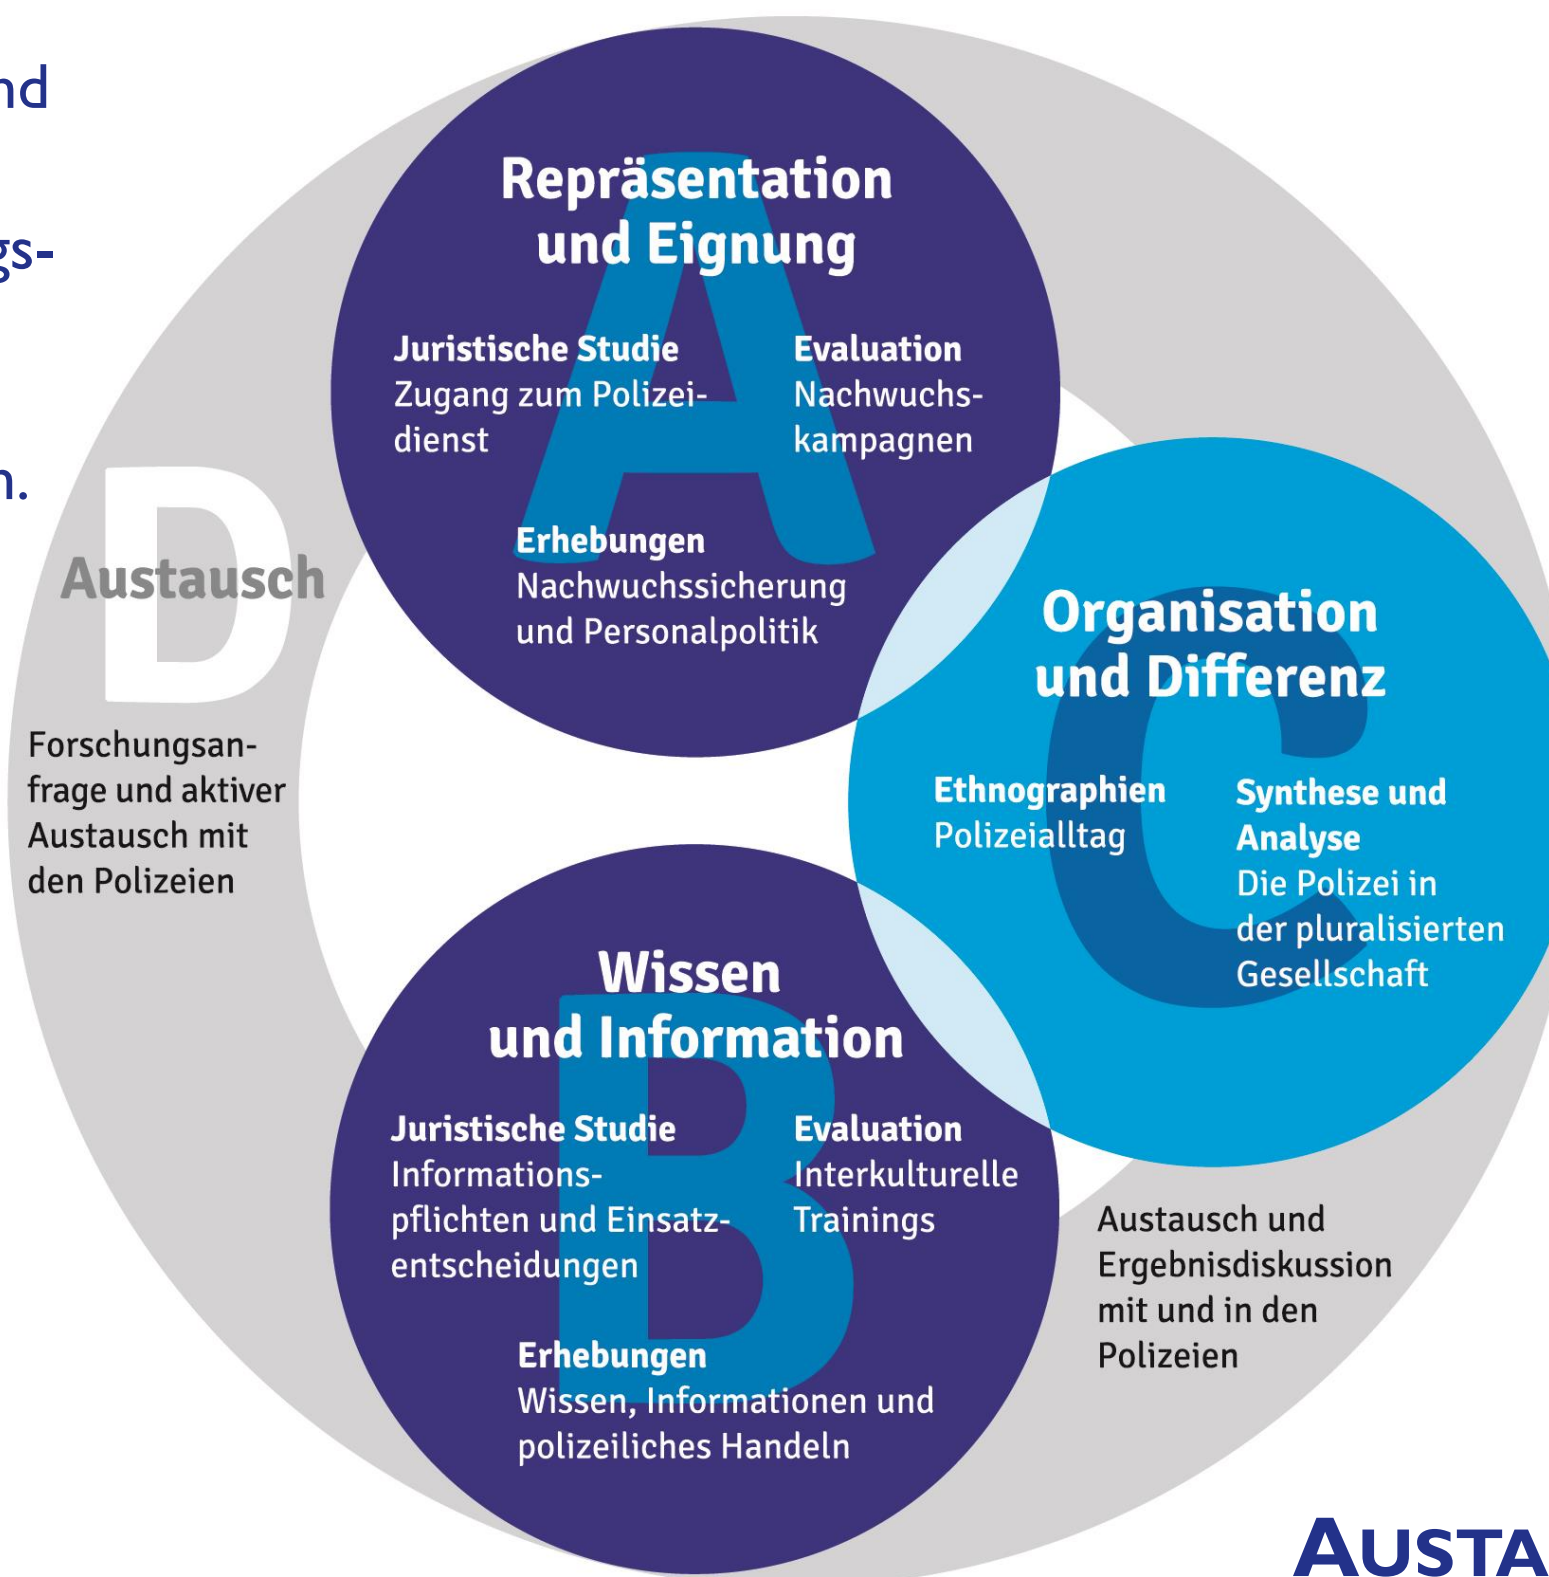 nd
gs-
n.
Repräsentation
und Eignung
A
Juristische Studie
Zugang zum Polizei-
dienst
Evaluation
Nachwuchs-
kampagnen
Erhebungen
Nachwuchssicherung
und Personalpolitik
D
Austausch
Forschungsan-
frage und aktiver
Austausch mit
den Polizeien
Organisation
und Differenz
C
Ethnographien
Polizeialltag
Synthese und
Analyse
Die Polizei in
der pluralisierten
Gesellschaft
Wissen
und Information
B
Juristische Studie
Informations-
pflichten und Einsatz-
entscheidungen
Evaluation
Interkulturelle
Trainings
Erhebungen
Wissen, Informationen und
polizeiliches Handeln
Austausch und
Ergebnisdiskussion
mit und in den
Polizeien
AUSTA